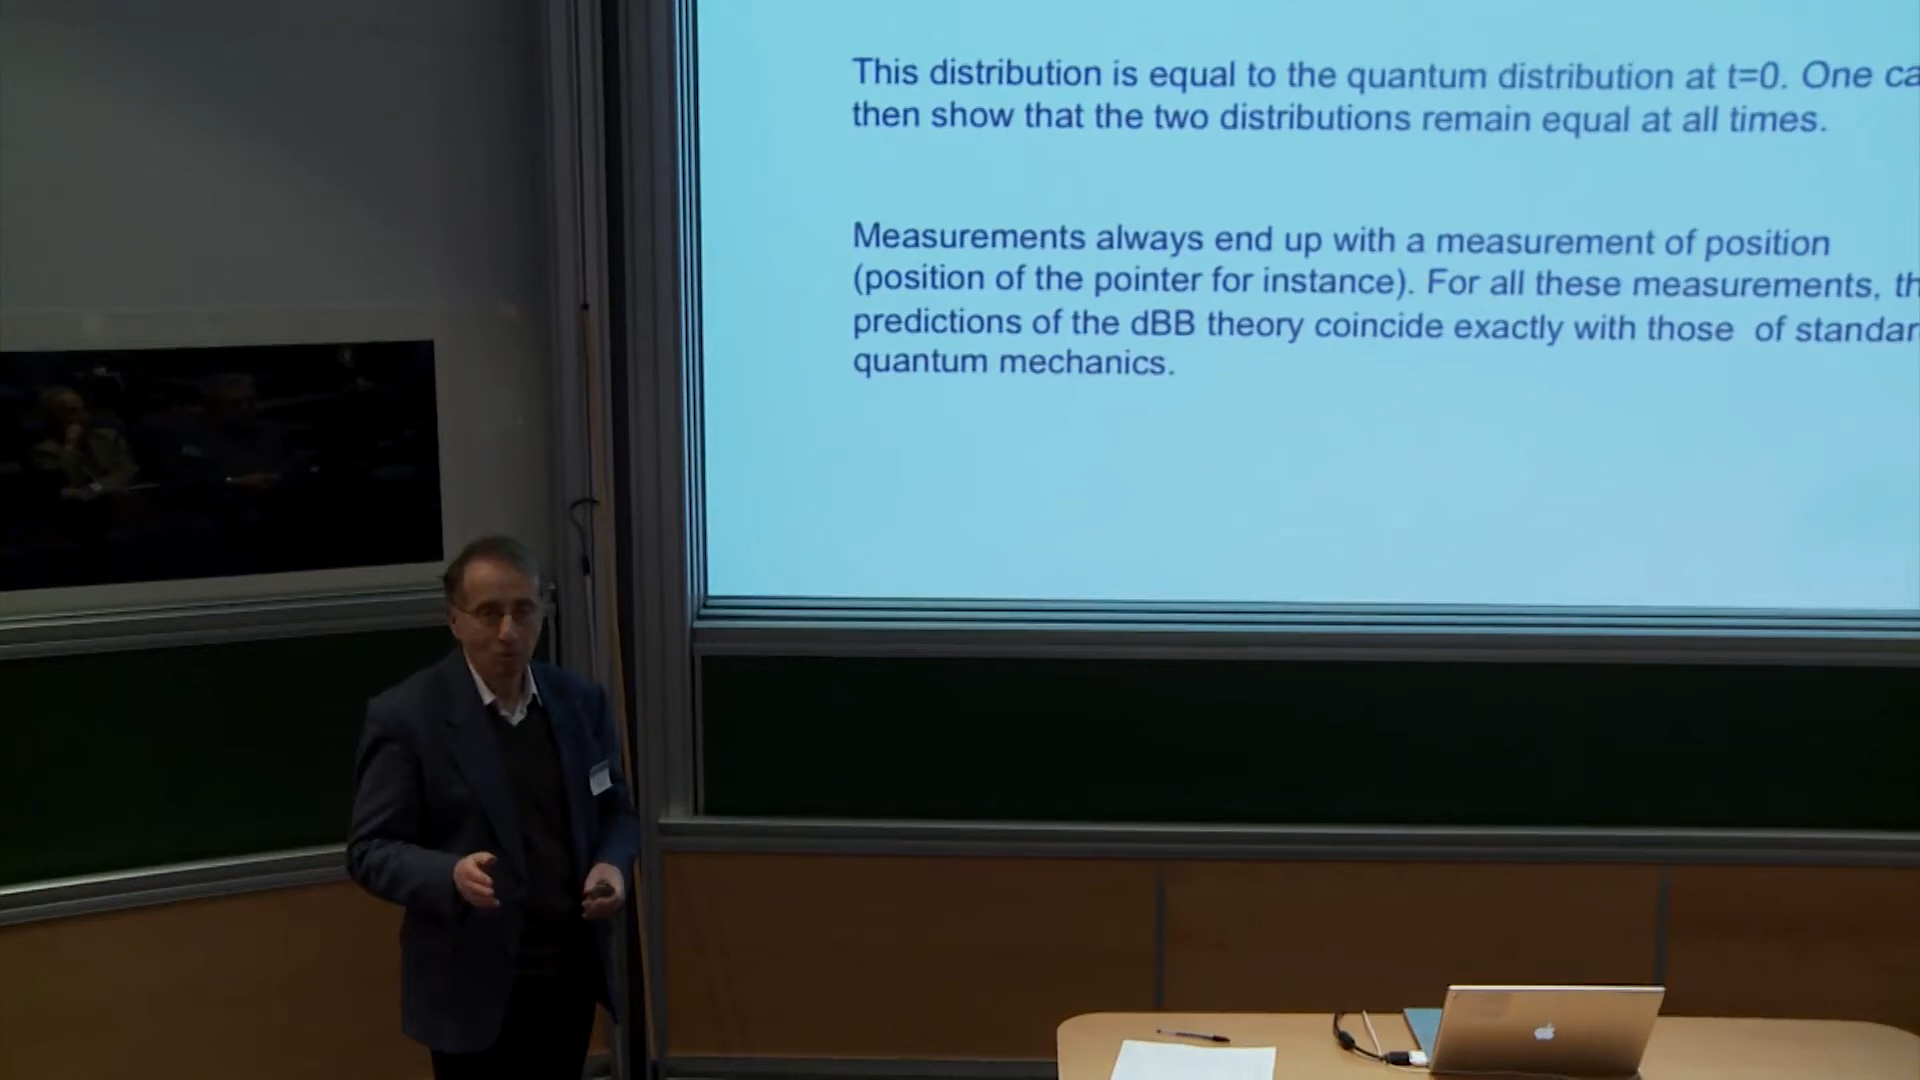 This distribution is equal to the quantum distribution at t=0. One ca
then show that the two distributions remain equal at all times.
Measurements always end up with a measurement of position
(position of the pointer for instance). For all these measurements, th
predictions of the dBB theory coincide exactly with those of standar
quantum mechanics.